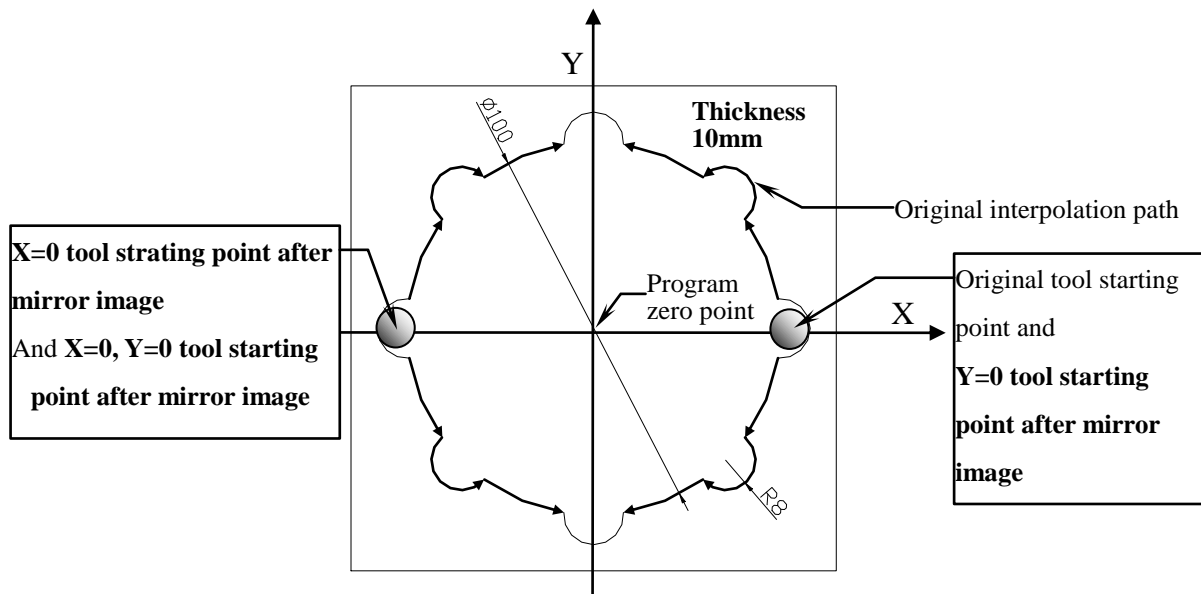 Y
Thickness
10mm
ø100
Original interpolation path
X=0 tool strating point after
mirror image
And X=0, Y=0 tool starting
point after mirror image
Program
zero point
X
Original tool starting
point and
Y=0 tool starting
point after mirror
image
R8